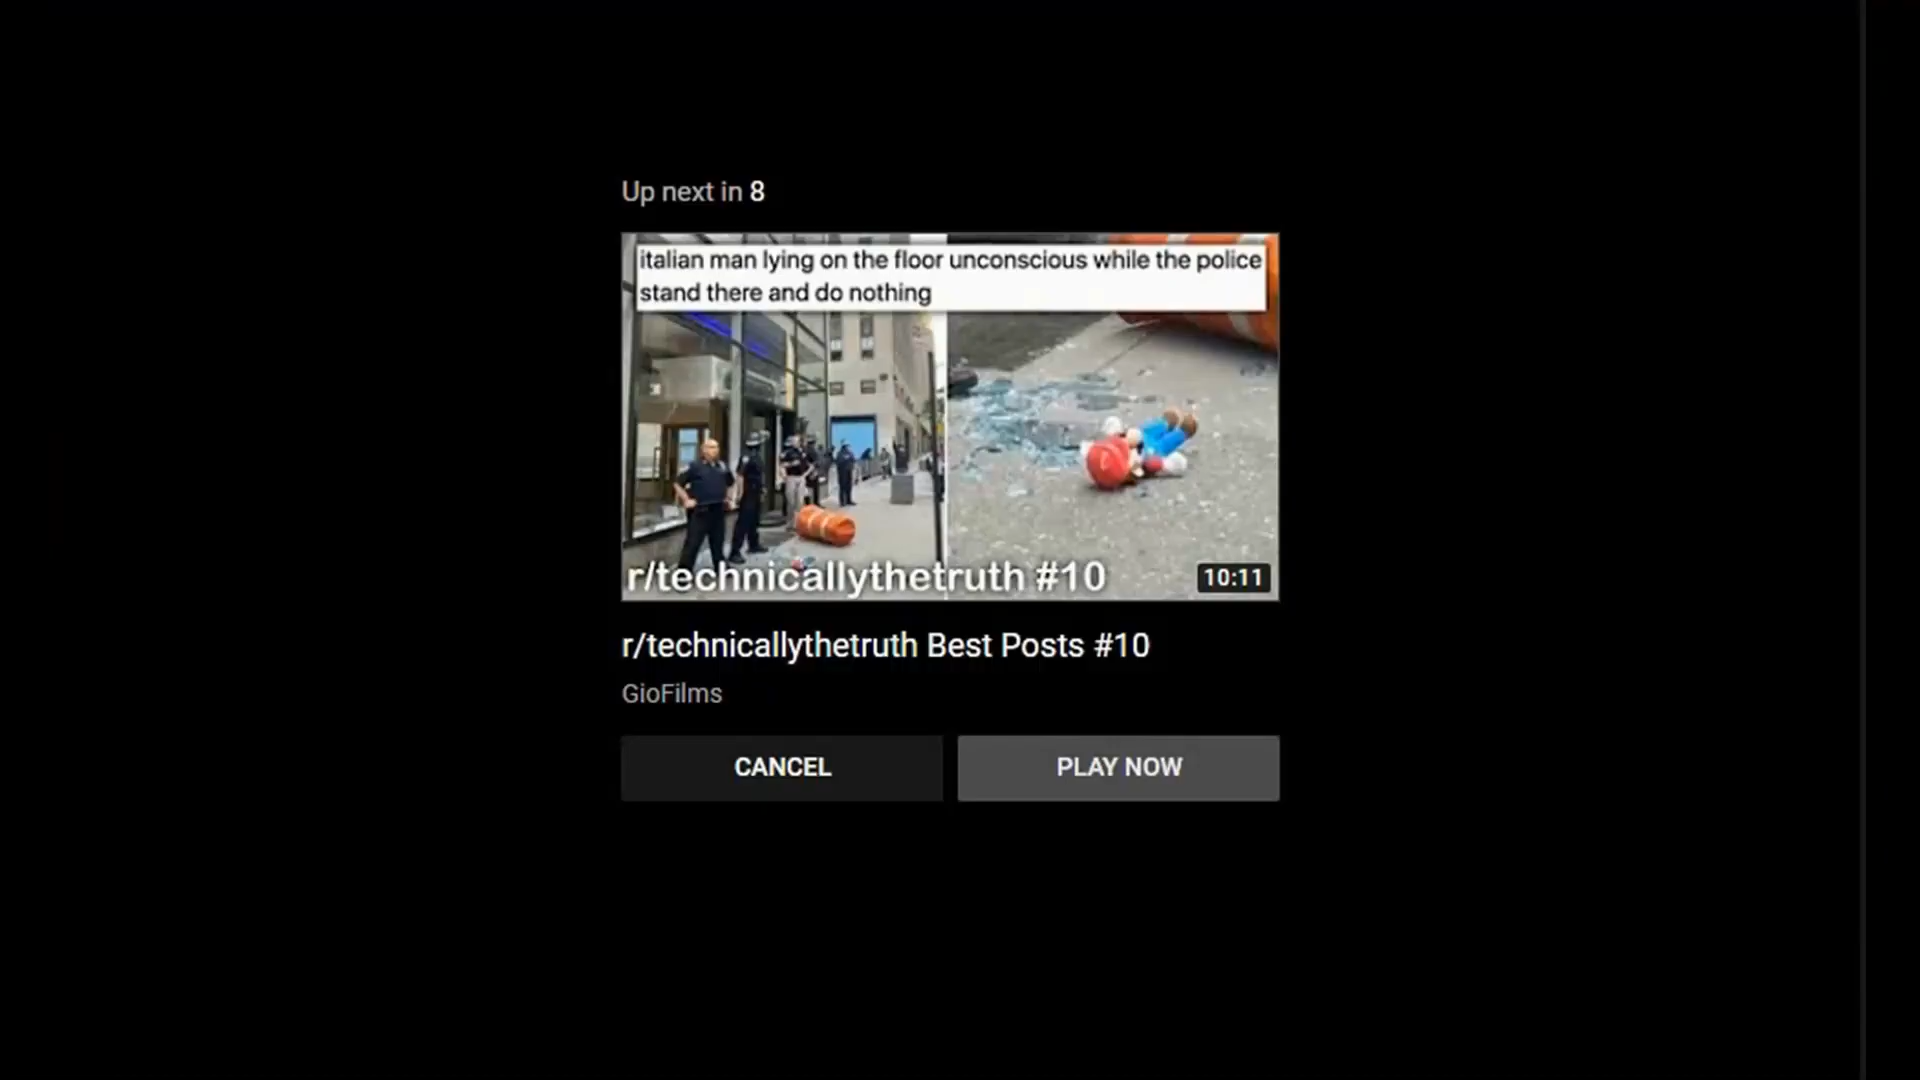 Up next in 8
italian man lying on the floor unconscious while the police
stand there and do nothing
r/technicallythetruth #10
10:11
r/technicallythetruth Best Posts #10
GioFilms
CANCEL
PLAY NOW